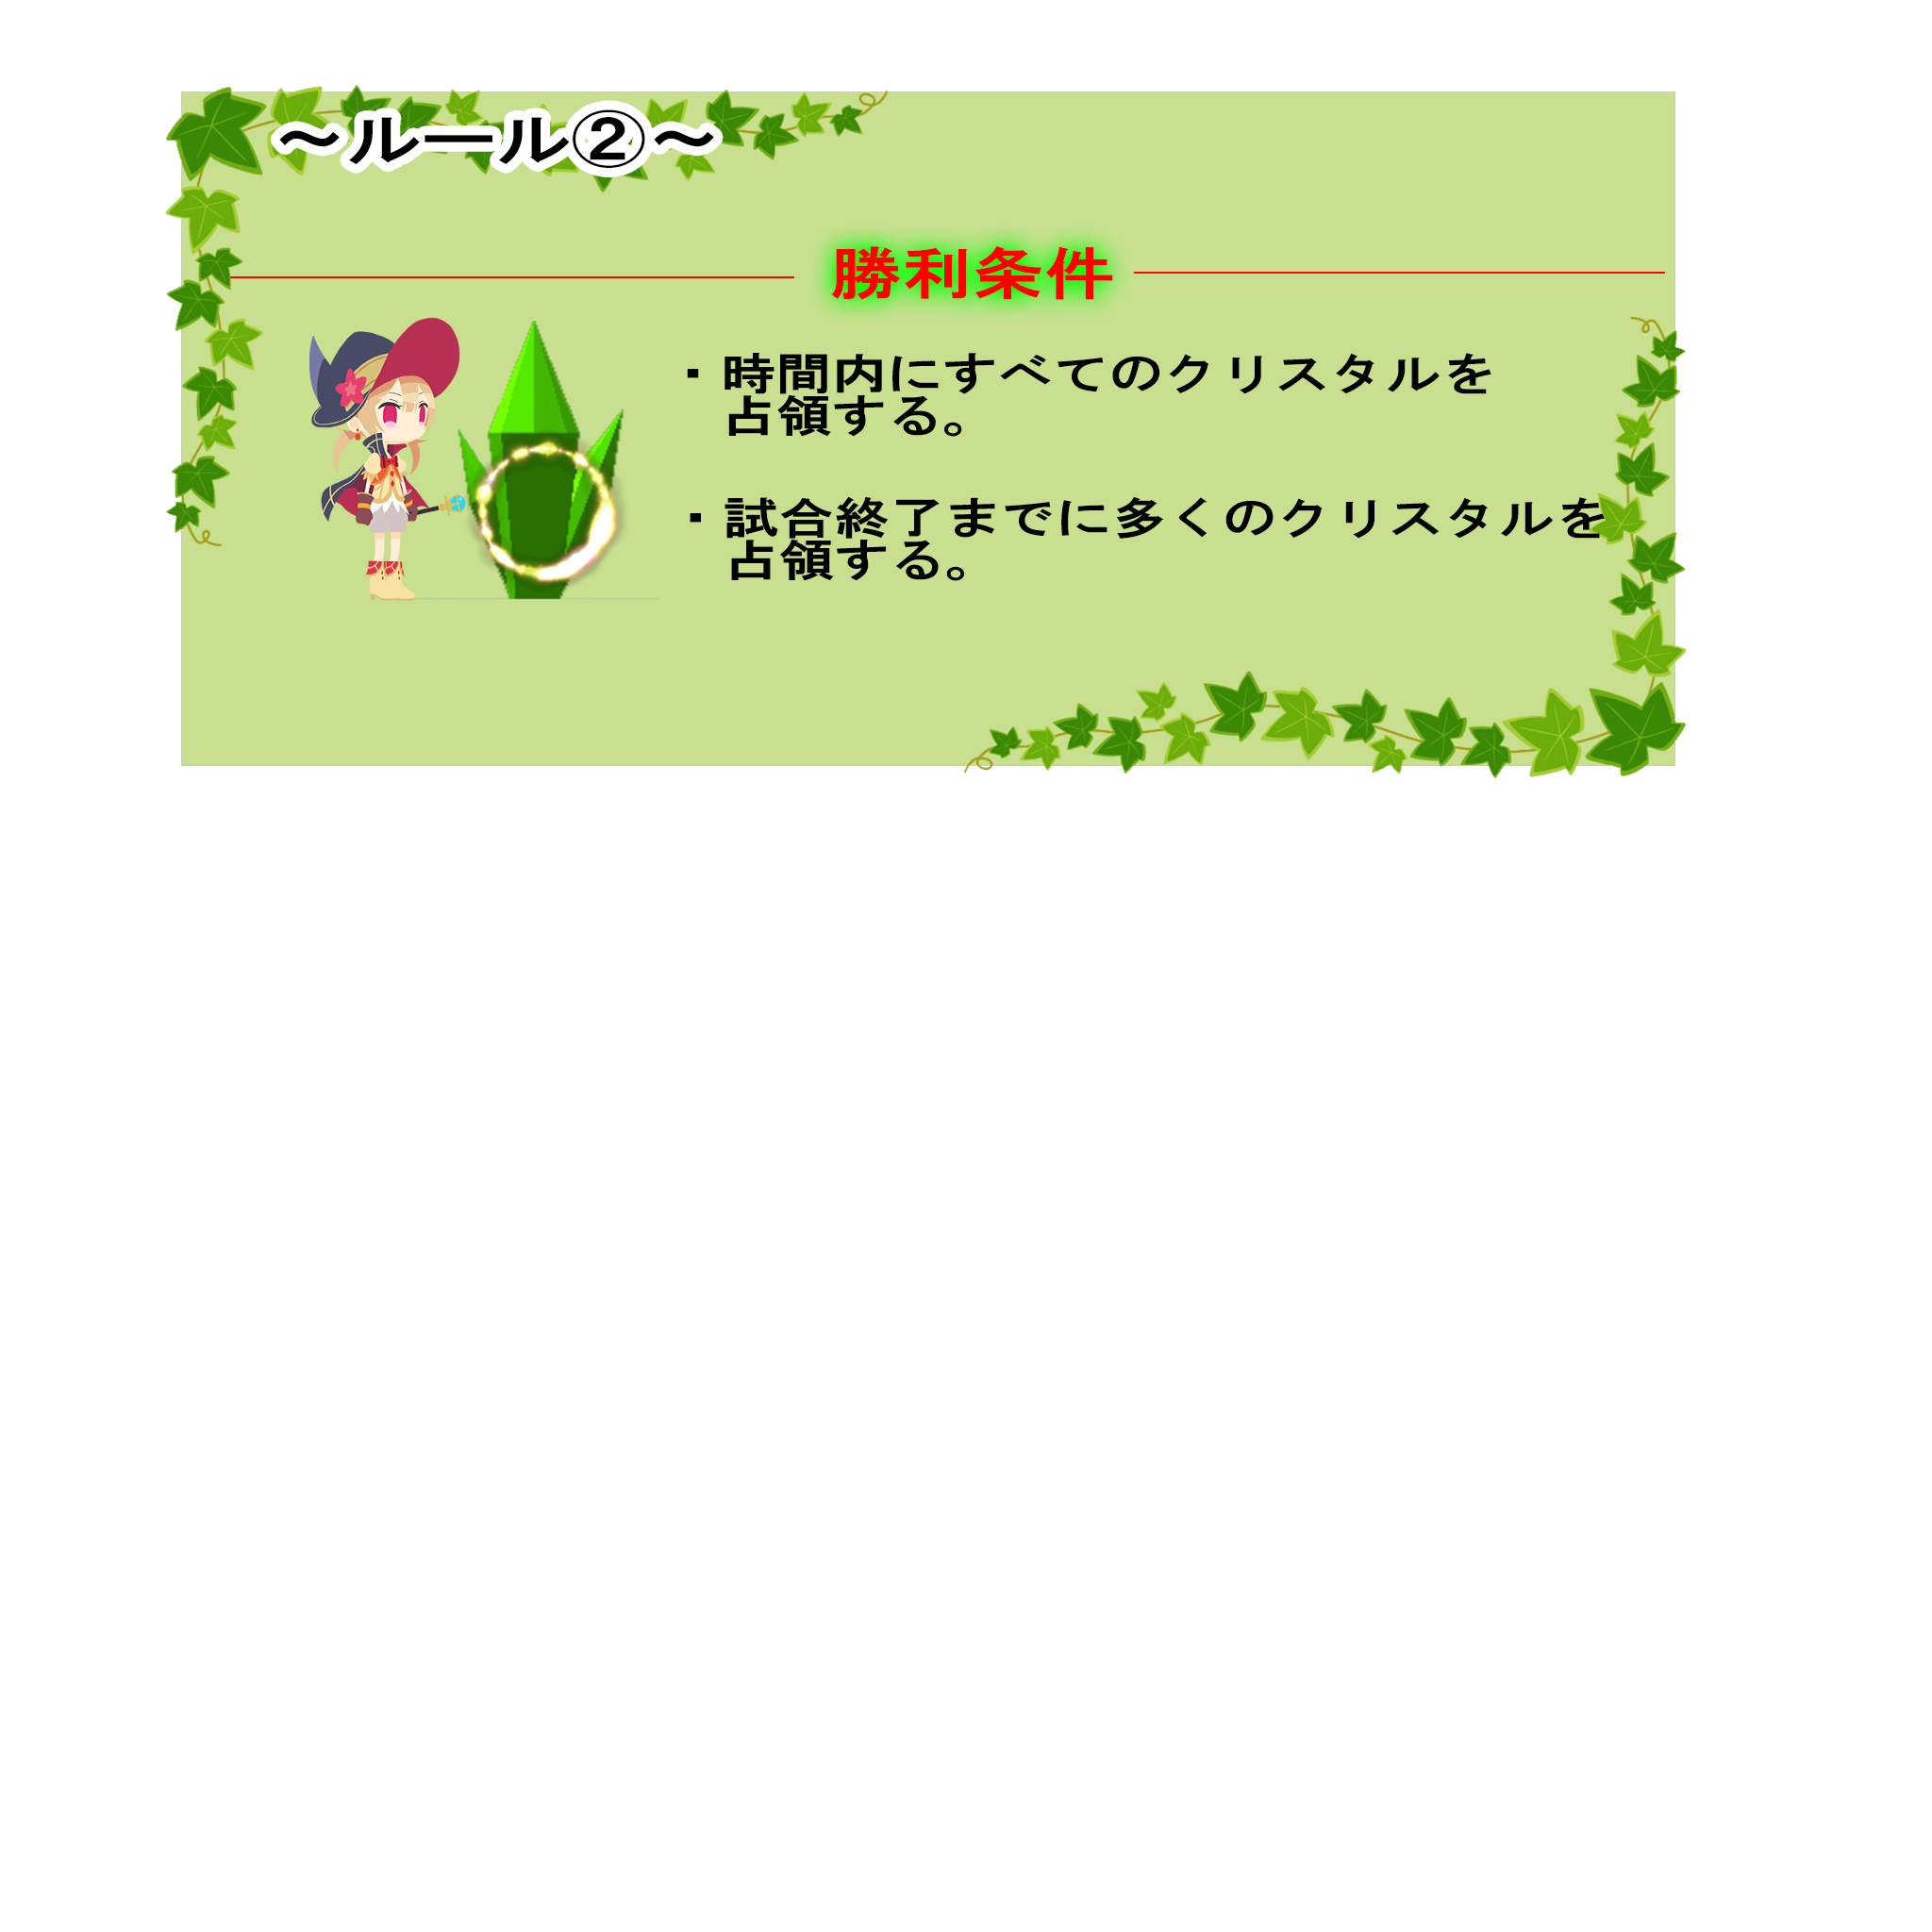 ～ルール②～
勝利条件
・時間内にすべてのクリスタルを
占領する。
・試合終了までに多くのクリスタルを
占領する。